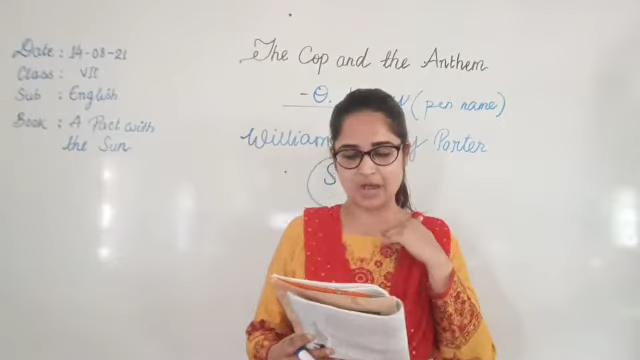 Date : 14-08-21
Class : VII
Sub : English
Book : A Pact with
the Sun
The Cop and the Anthem
- O. (pen name)
William Porter
S